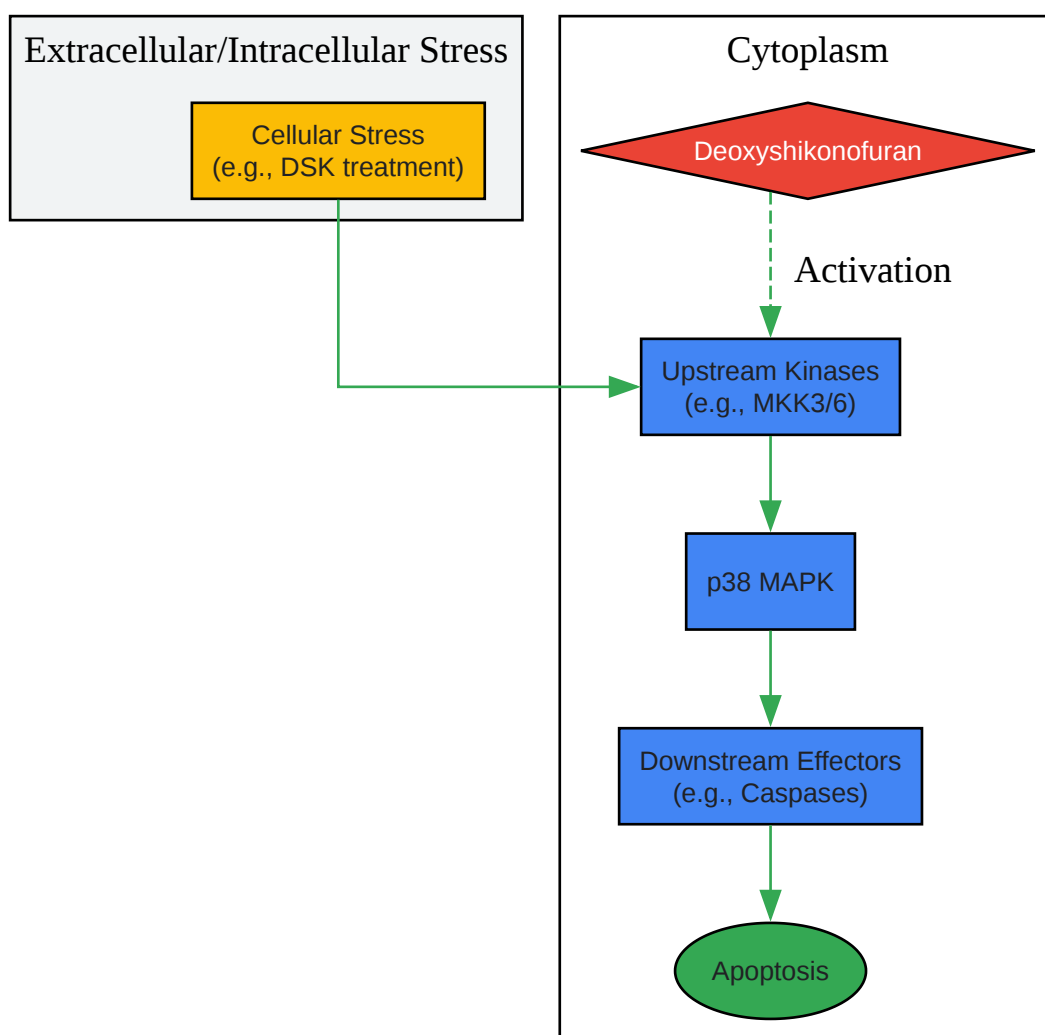 Extracellular/Intracellular Stress
Cellular Stress
(e.g., DSK treatment)
Cytoplasm
Deoxyshikonofuran
Activation
Upstream Kinases
(e.g., MKK3/6)
p38 MAPK
Downstream Effectors
(e.g., Caspases)
Apoptosis